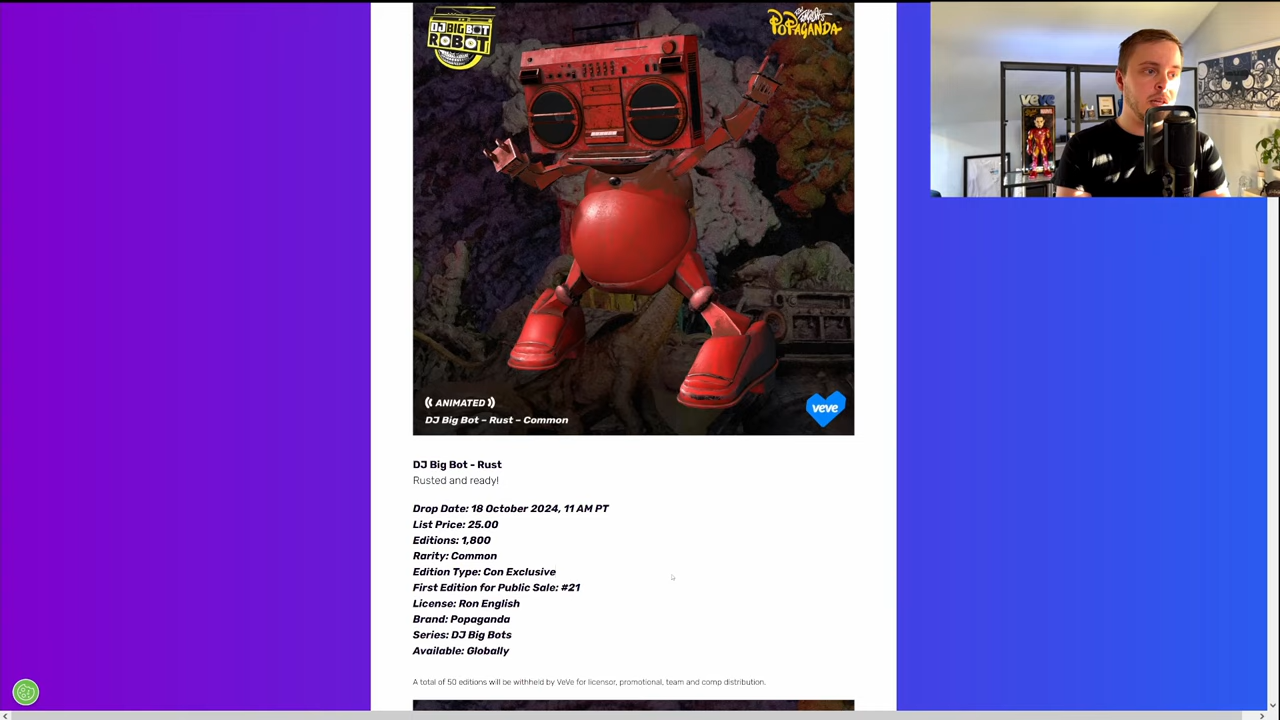 DJ BIG BOT
ROBOT
Ron English's
POPAGANDA
((ANIMATED))
DJ Big Bot – Rust – Common
veve
veve
DJ Big Bot - Rust
Rusted and ready!
Drop Date: 18 October 2024, 11 AM PT
List Price: 25.00
Editions: 1,800
Rarity: Common
Edition Type: Con Exclusive
First Edition for Public Sale: #21
License: Ron English
Brand: Popaganda
Series: DJ Big Bots
Available: Globally
A total of 50 editions will be withheld by VeVe for licensor, promotional, team and comp distribution.